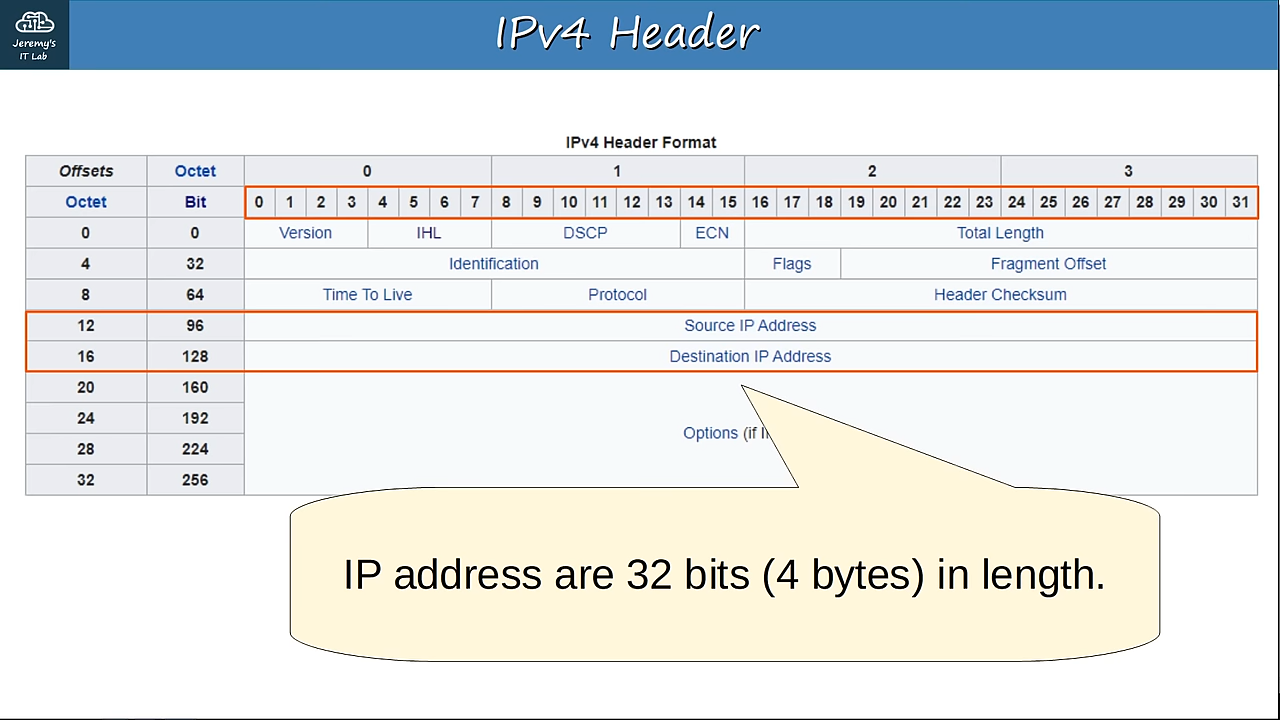 Jeremy's
IT Lab
IPv4 Header
IPv4 Header Format
Offsets Octet 0 1 2 3
Octet Bit 0 1 2 3 4 5 6 7 8 9 10 11 12 13 14 15 16 17 18 19 20 21 22 23 24 25 26 27 28 29 30 31
0 0 Version IHL DSCP ECN Total Length
4 32 Identification Flags Fragment Offset
8 64 Time To Live Protocol Header Checksum
12 96 Source IP Address
16 128 Destination IP Address
20 160
24 192
Options (if
28 224
32 256
IP address are 32 bits (4 bytes) in length.